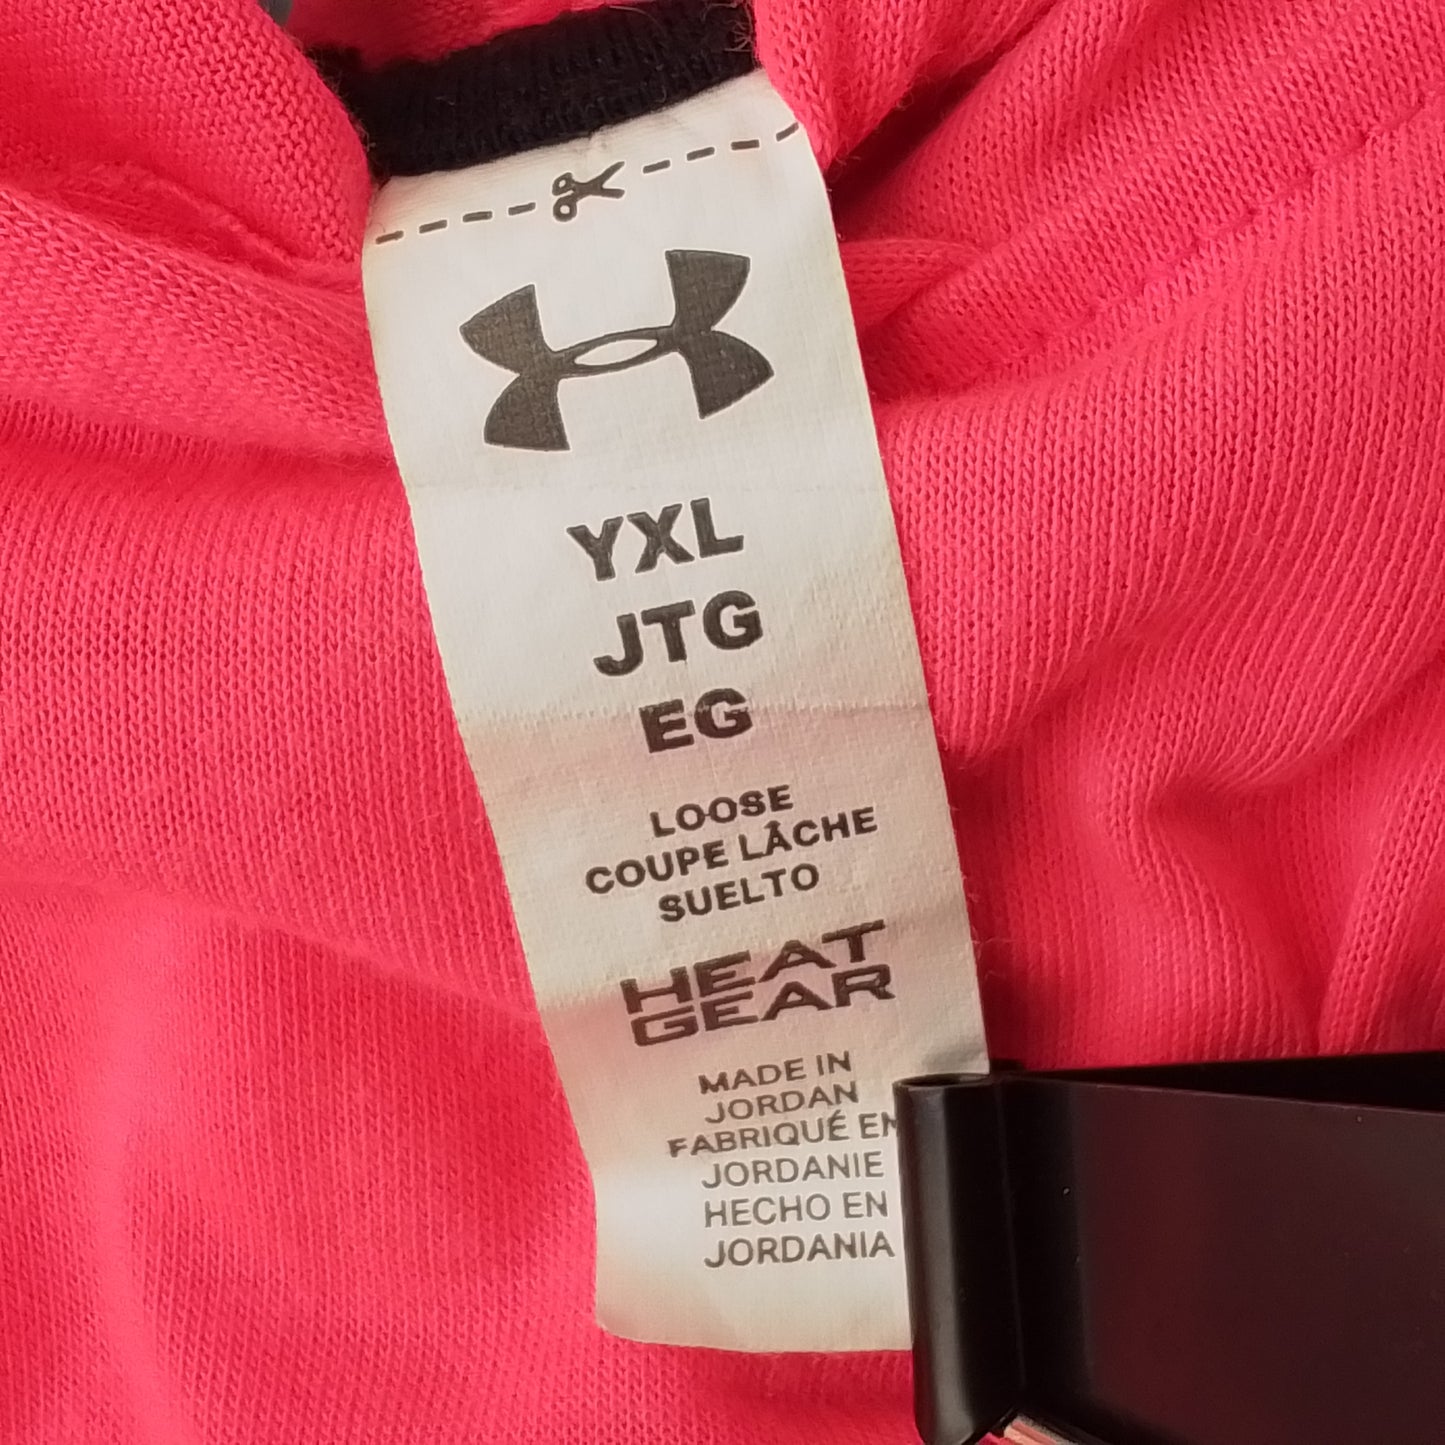 YXL
JTG
EG
LOOSE
COUPE LÂCHE
SUELTO
HEAT
GEAR
MADE IN
JORDAN
FABRIQUÉ EN
JORDANIE
HECHO EN
JORDANIA